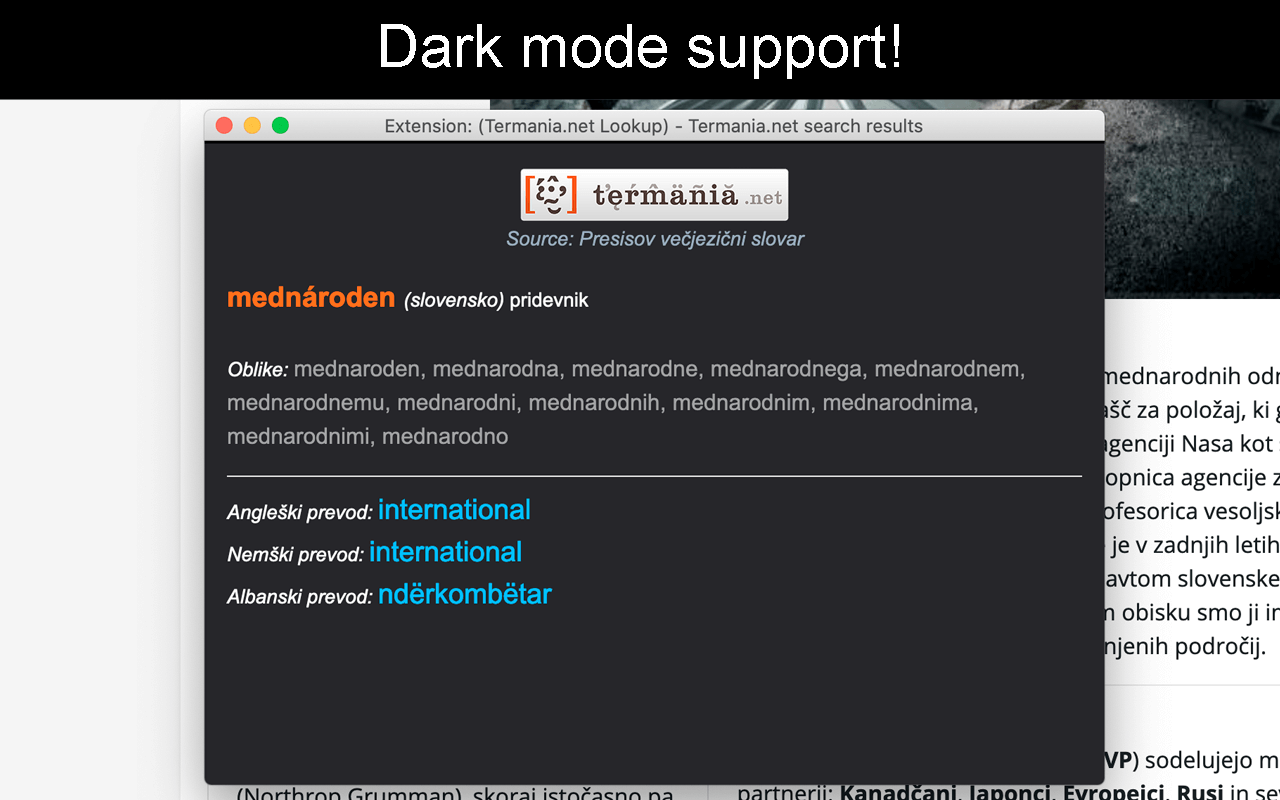 Dark mode support!
Extension: (Termania.net Lookup) - Termania.net search results
[ẽ] ťęŕm̂äñiă .net
Source: Presisov večjezični slovar
mednároden (slovensko) pridevnik
Oblike: mednaroden, mednarodna, mednarodne, mednarodnega, mednarodnem,
mednarodnemu, mednarodni, mednarodnih, mednarodnim, mednarodnima,
mednarodnimi, mednarodno
Angleški prevod: international
Nemški prevod: international
Albanski prevod: ndërkombëtar
mednarodnih odr
ašč za položaj, ki g
agenciji Nasa kot s
opnica agencije z
ofesorica vesoljsk
je v zadnjih letih
avtom slovenske
m obisku smo ji in
njenih področij.
VP) sodelujejo m
(Northrop Grumman), skoraj istočasno pa
partnerji: Kanadčani, Japonci, Evropejci, Rusi in se